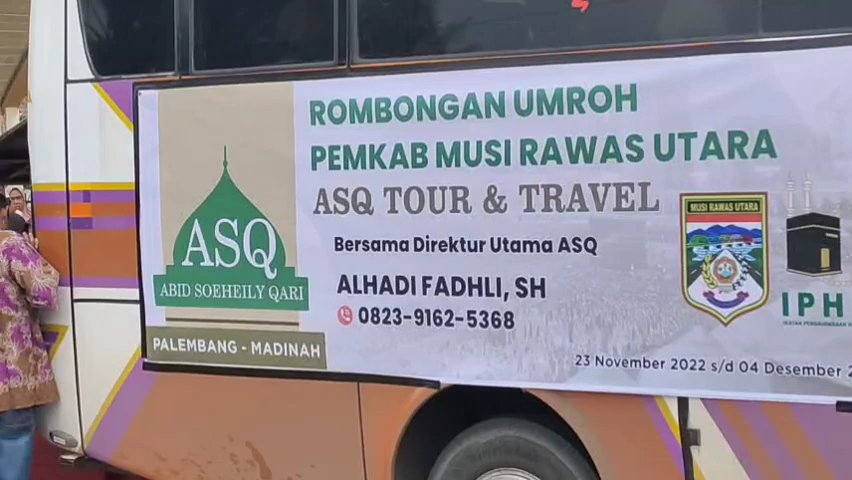 ROMBONGAN UMROH
PEMKAB MUSI RAWAS UTARA
ASQ TOUR & TRAVEL
Bersama Direktur Utama ASQ
ALHADI FADHLI, SH
0823-9162-5368
23 November 2022 s/d 04 Desember 2
ASQ
ABID SOEHEILY QARI
PALEMBANG - MADINAH
MUSI RAWAS UTARA
IPH